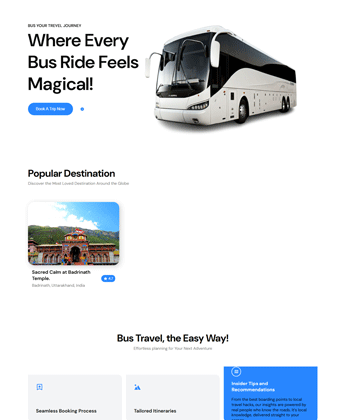 BUS YOUR TREVEL JOURNEY
Where Every
Bus Ride Feels
Magical!
Book A Trip Now
Popular Destination
Discover the Most Loved Destination Around the Globe
Sacred Calm at Badrinath
Temple.
Badrinath, Uttarakhand, India
Bus Travel, the Easy Way!
Effortless planning for Your Next Adventure
Seamless Booking Process
Tailored Itineraries
Insider Tips and
Recommendations
From the best boarding points to local
travel hacks, our insights are powered by
real people who know the roads. It's local
knowledge, delivered straight to your